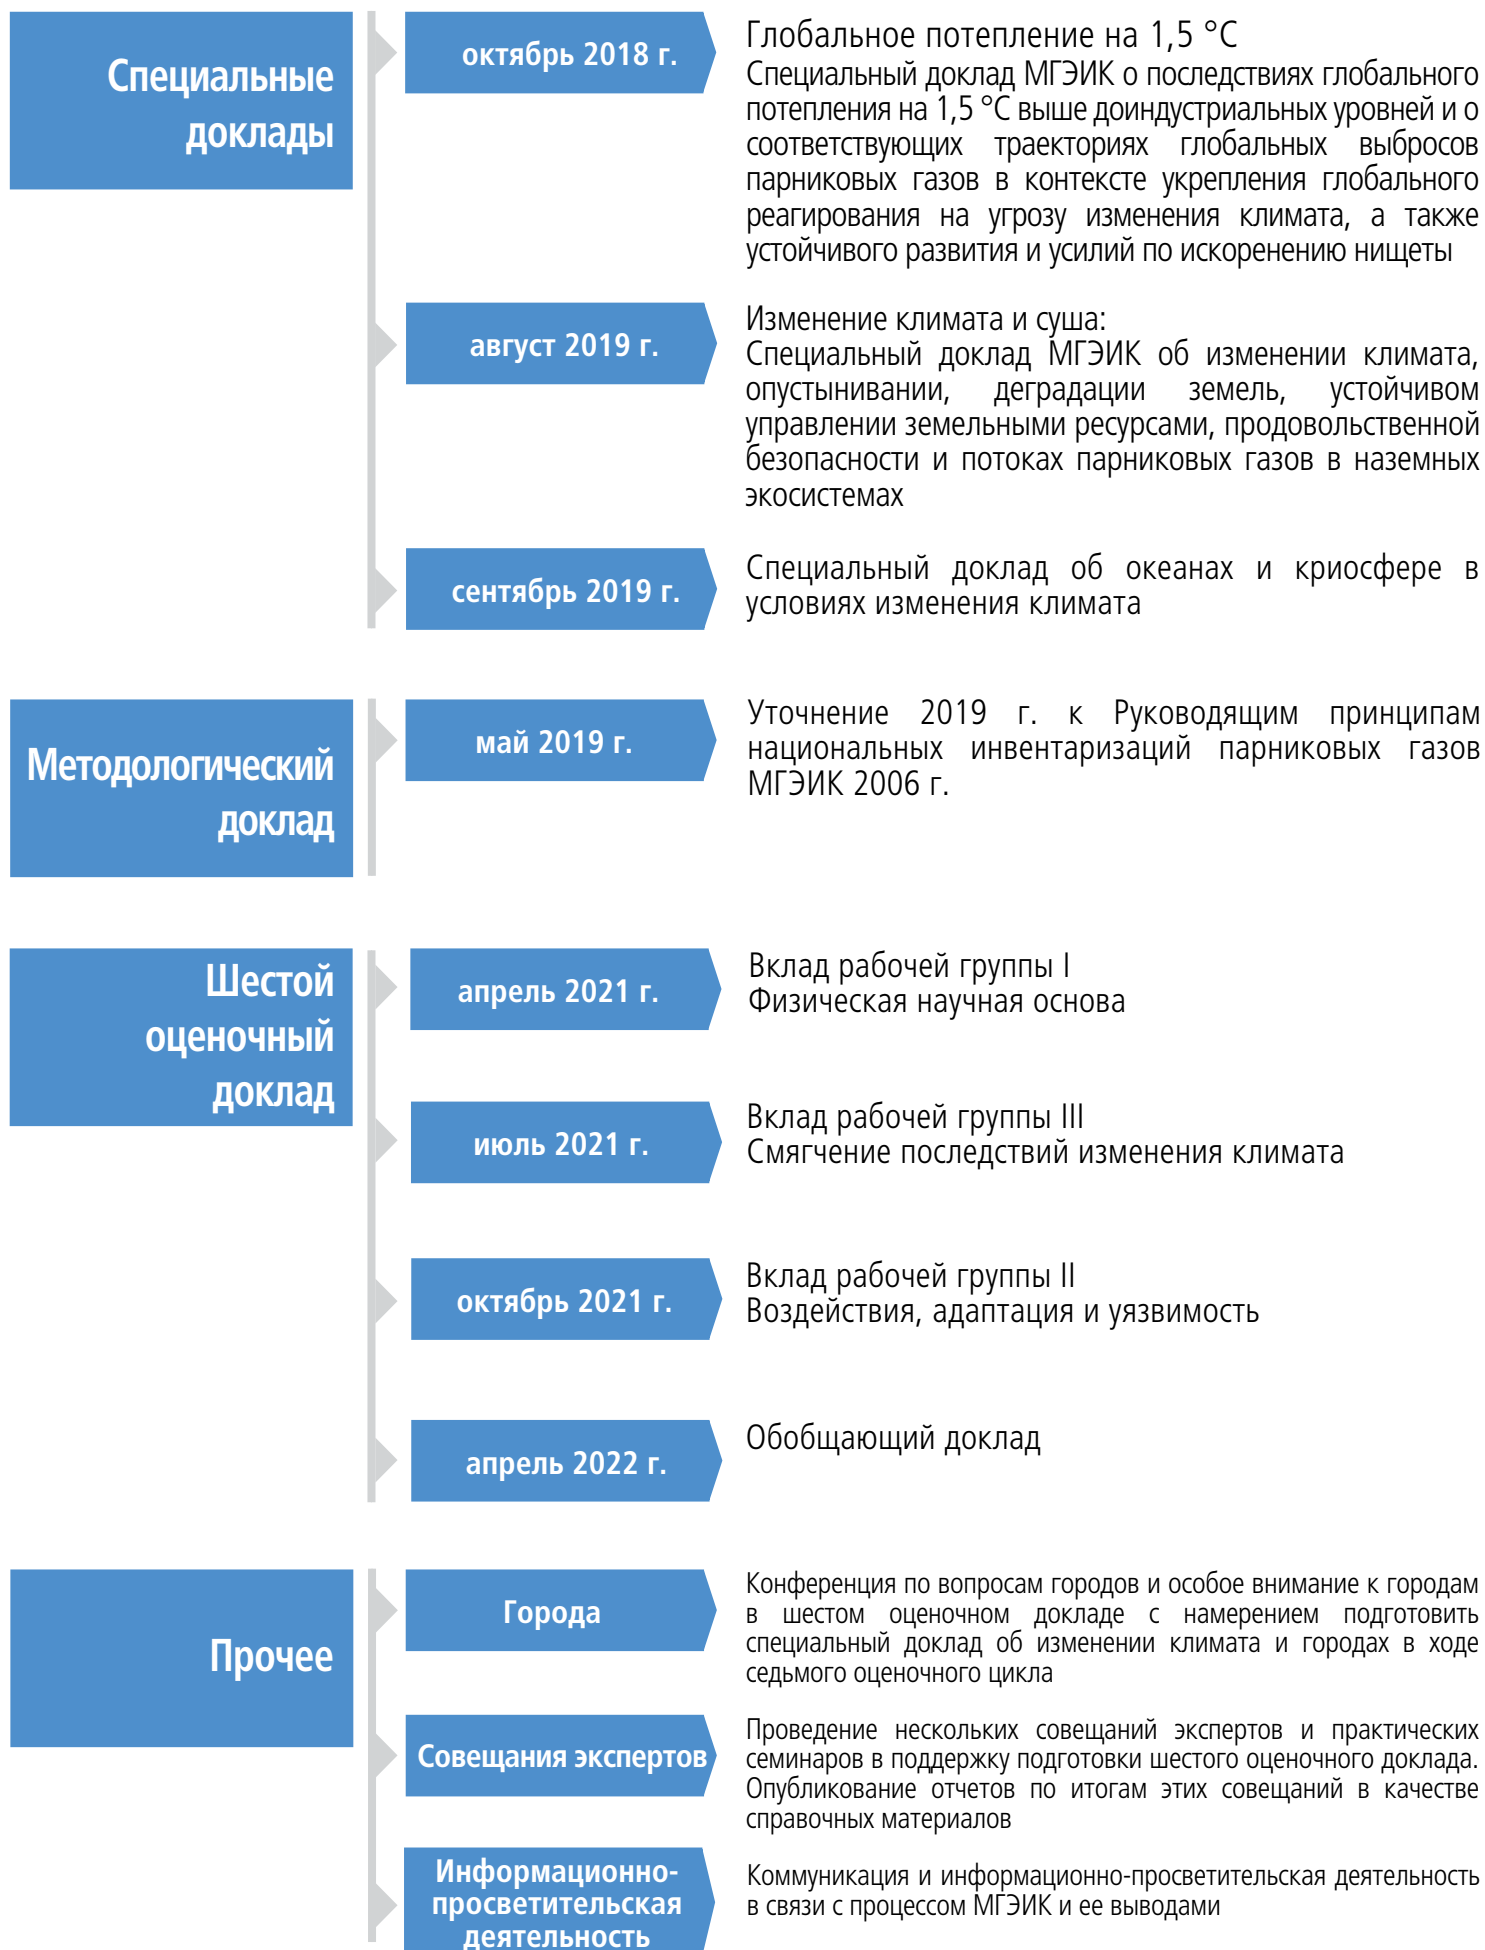 Специальные
доклады
октябрь 2018 г.
Глобальное потепление на 1,5 °C
Специальный доклад МГЭИК о последствиях глобального
потепления на 1,5 °C выше доиндустриальных уровней и о
соответствующих траекториях глобальных выбросов
парниковых газов в контексте укрепления глобального
реагирования на угрозу изменения климата, а также
устойчивого развития и усилий по искоренению нищеты
август 2019 г.
Изменение климата и суша:
Специальный доклад МГЭИК об изменении климата,
опустынивании, деградации земель, устойчивом
управлении земельными ресурсами, продовольственной
безопасности и потоках парниковых газов в наземных
экосистемах
сентябрь 2019 г.
Специальный доклад об океанах и криосфере в
условиях изменения климата
Методологический
доклад
май 2019 г.
Уточнение 2019 г. к Руководящим принципам
национальных инвентаризаций парниковых газов
МГЭИК 2006 г.
Шестой
оценочный
доклад
апрель 2021 г.
Вклад рабочей группы I
Физическая научная основа
июль 2021 г.
Вклад рабочей группы III
Смягчение последствий изменения климата
октябрь 2021 г.
Вклад рабочей группы II
Воздействия, адаптация и уязвимость
апрель 2022 г.
Обобщающий доклад
Прочее
Города
Конференция по вопросам городов и особое внимание к городам
в шестом оценочном докладе с намерением подготовить
специальный доклад об изменении климата и городах в ходе
седьмого оценочного цикла
Совещания экспертов
Проведение нескольких совещаний экспертов и практических
семинаров в поддержку подготовки шестого оценочного доклада.
Опубликование отчетов по итогам этих совещаний в качестве
справочных материалов
Информационно-
просветительская
деятельность
Коммуникация и информационно-просветительская деятельность
в связи с процессом МГЭИК и ее выводами